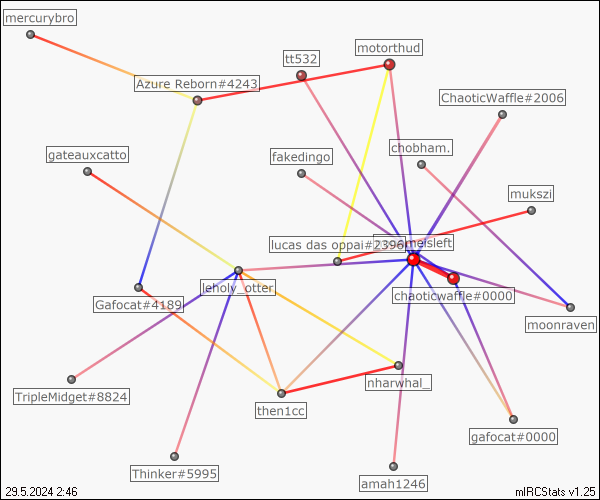 mercurybro
motorthud
tt532
Azure Reborn#4243
ChaoticWaffle#2006
chobham.
gateauxcatto
fakedingo
mukszi
lucas das oppai#2396
leholy_otter
chaoticwaffle#0000
Gafocat#4189
moonraven
nharwhal_
TripleMidget#8824
then1cc
gafocat#0000
Thinker#5995
amah1246
29.5.2024 2:46
mIRCStats v1.25